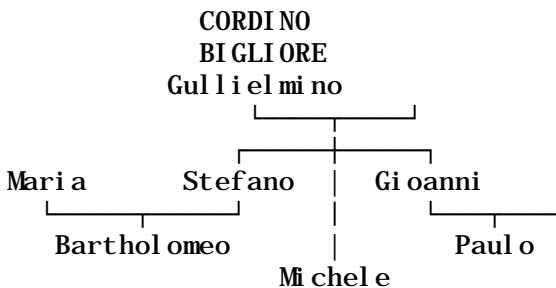 CORDINO
BIGLIORE
Gullielmino
Maria Stefano Gioanni
Bartholomeo Paulo
Michele